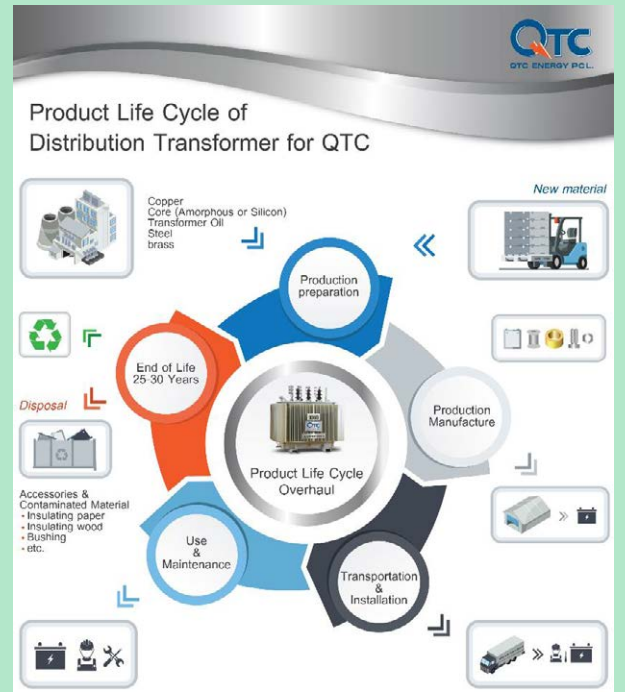 QTC
QTC ENERGY PCL.
Product Life Cycle of
Distribution Transformer for QTC
New material
Copper
Core (Amorphous or Silicon)
Transformer Oil
Steel
brass
Production
preparation
End of Life
25-30 Years
Production
Manufacture
Disposal
QTC
Product Life Cycle
Overhaul
Accessories &
Contaminated Material
• Insulating paper
• Insulating wood
• Bushing
• etc.
Use
&
Maintenance
Transportation
&
Installation